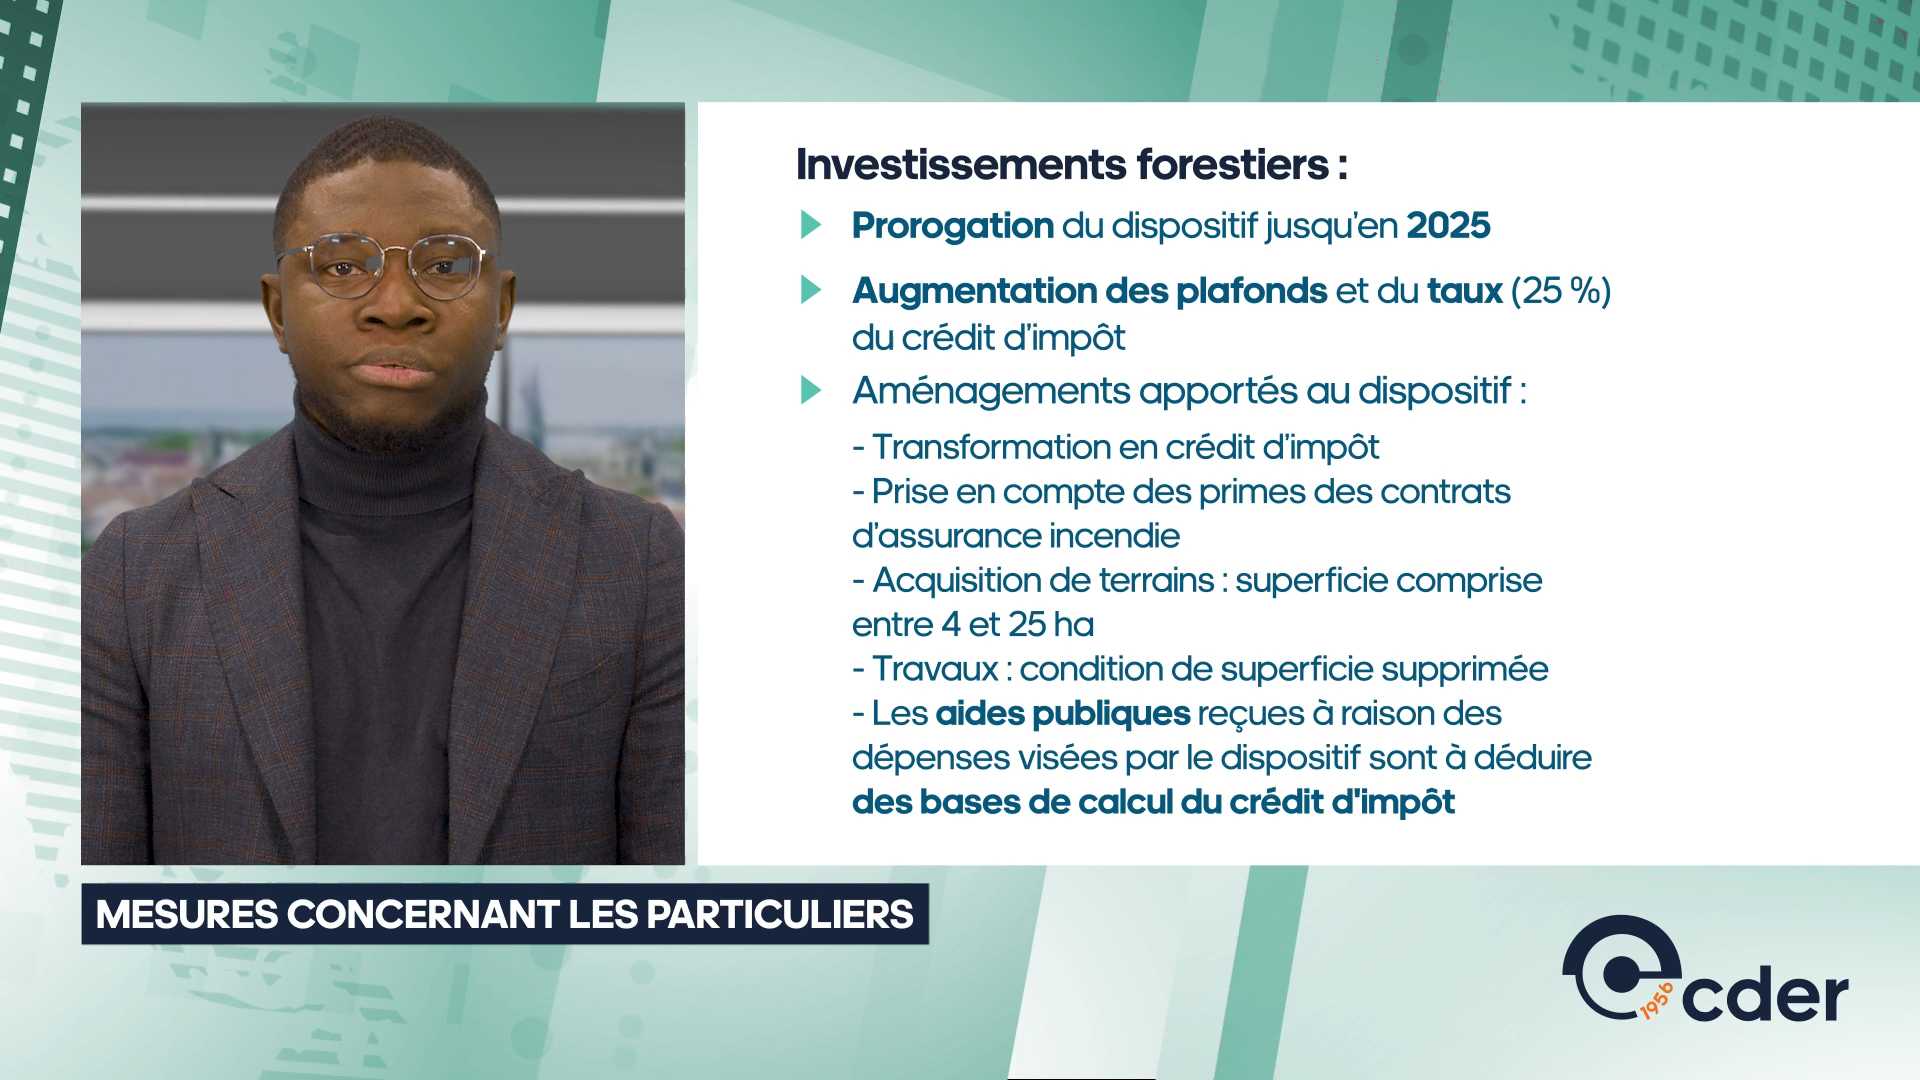 Investissements forestiers :
Prorogation du dispositif jusqu’en 2025
Augmentation des plafonds et du taux (25 %)
du crédit d’impôt
Aménagements apportés au dispositif :
- Transformation en crédit d’impôt
- Prise en compte des primes des contrats
d’assurance incendie
- Acquisition de terrains : superficie comprise
entre 4 et 25 ha
- Travaux : condition de superficie supprimée
- Les aides publiques reçues à raison des
dépenses visées par le dispositif sont à déduire
des bases de calcul du crédit d'impôt
MESURES CONCERNANT LES PARTICULIERS
1956
cder